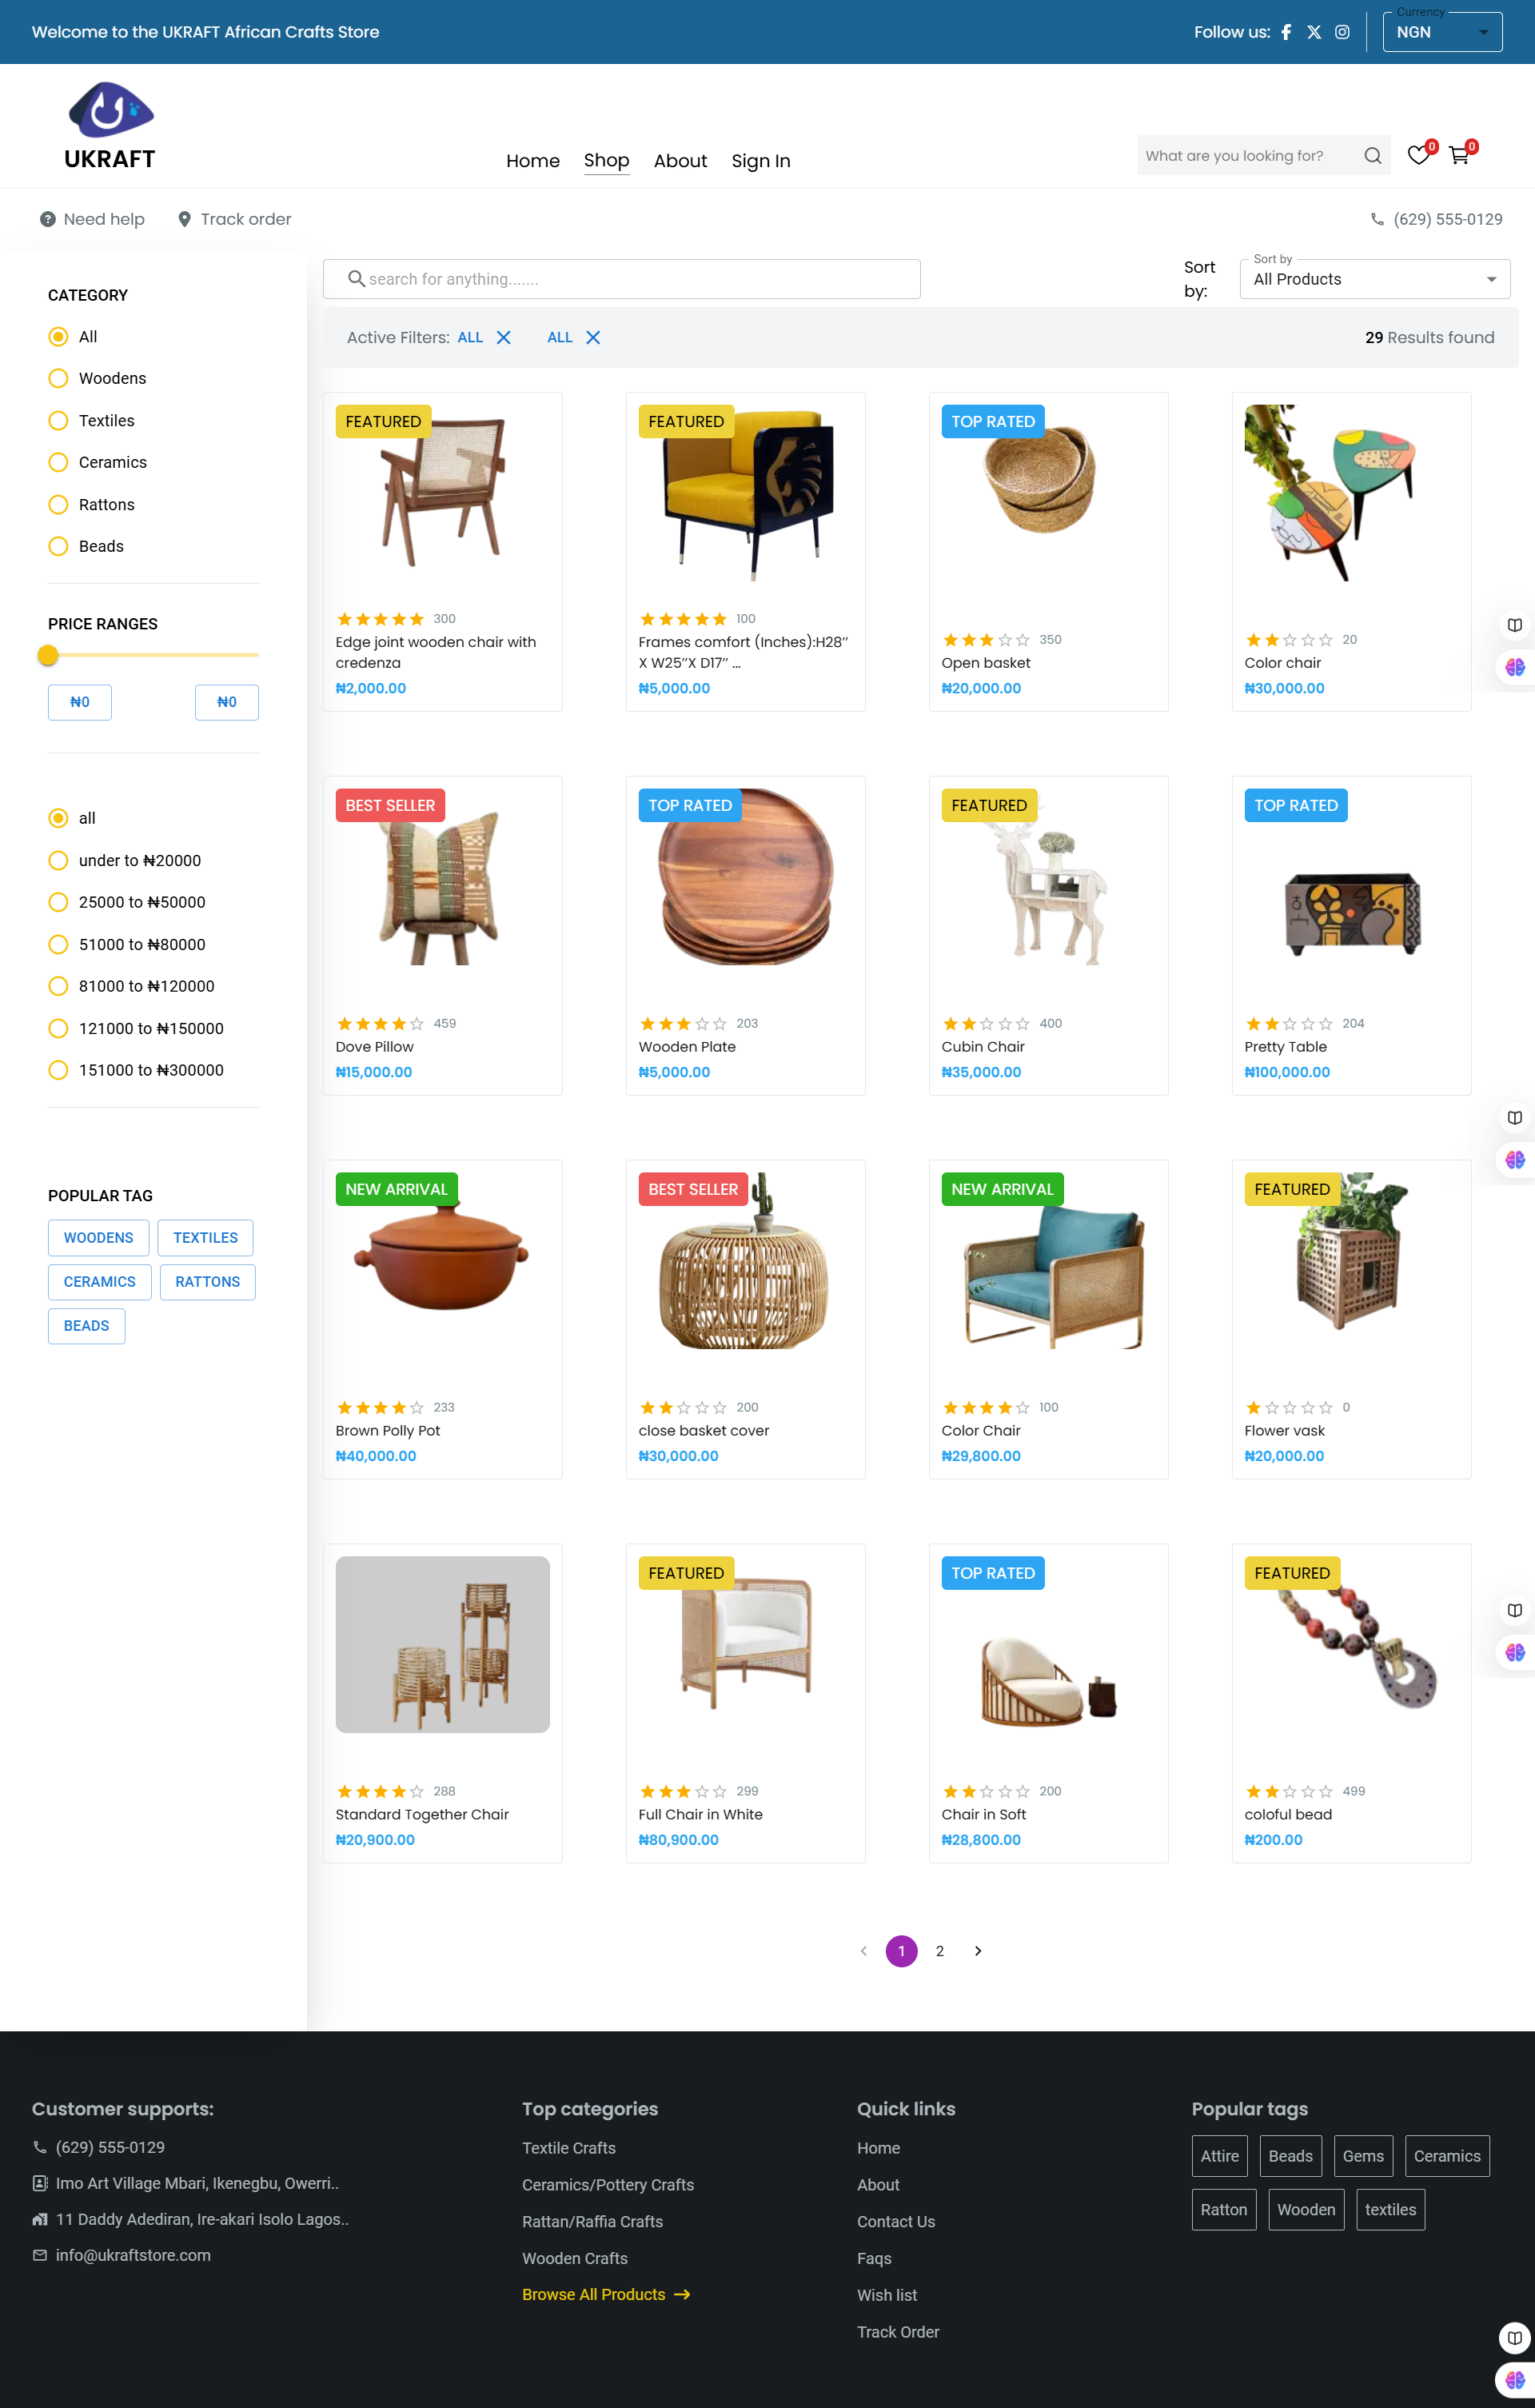 Welcome to the UKRAFT African Crafts Store
Follow us:
Currency
NGN
UKRAFT
Home
Shop
About
Sign In
What are you looking for?
0
0
Need help
Track order
(629) 555-0129
CATEGORY
All
Woodens
Textiles
Ceramics
Rattons
Beads
PRICE RANGES
₦0
₦0
all
under to ₦20000
25000 to ₦50000
51000 to ₦80000
81000 to ₦120000
121000 to ₦150000
151000 to ₦300000
POPULAR TAG
WOODENS
TEXTILES
CERAMICS
RATTONS
BEADS
search for anything.......
Sort by:
Sort by
All Products
Active Filters: ALL
ALL
29 Results found
FEATURED
300
Edge joint wooden chair with
credenza
₦2,000.00
FEATURED
100
Frames comfort (Inches):H28’’
X W25’’X D17’’ ...
₦5,000.00
TOP RATED
350
Open basket
₦20,000.00
20
Color chair
₦30,000.00
BEST SELLER
459
Dove Pillow
₦15,000.00
TOP RATED
203
Wooden Plate
₦5,000.00
FEATURED
400
Cubin Chair
₦35,000.00
TOP RATED
204
Pretty Table
₦100,000.00
NEW ARRIVAL
233
Brown Polly Pot
₦40,000.00
BEST SELLER
200
close basket cover
₦30,000.00
NEW ARRIVAL
100
Color Chair
₦29,800.00
FEATURED
0
Flower vask
₦20,000.00
288
Standard Together Chair
₦20,900.00
FEATURED
299
Full Chair in White
₦80,900.00
TOP RATED
200
Chair in Soft
₦28,800.00
FEATURED
499
coloful bead
₦200.00
1
2
Customer supports:
(629) 555-0129
Imo Art Village Mbari, Ikenegbu, Owerri..
11 Daddy Adediran, Ire-akari Isolo Lagos..
info@ukraftstore.com
Top categories
Textile Crafts
Ceramics/Pottery Crafts
Rattan/Raffia Crafts
Wooden Crafts
Browse All Products
Quick links
Home
About
Contact Us
Faqs
Wish list
Track Order
Popular tags
Attire
Beads
Gems
Ceramics
Ratton
Wooden
textiles